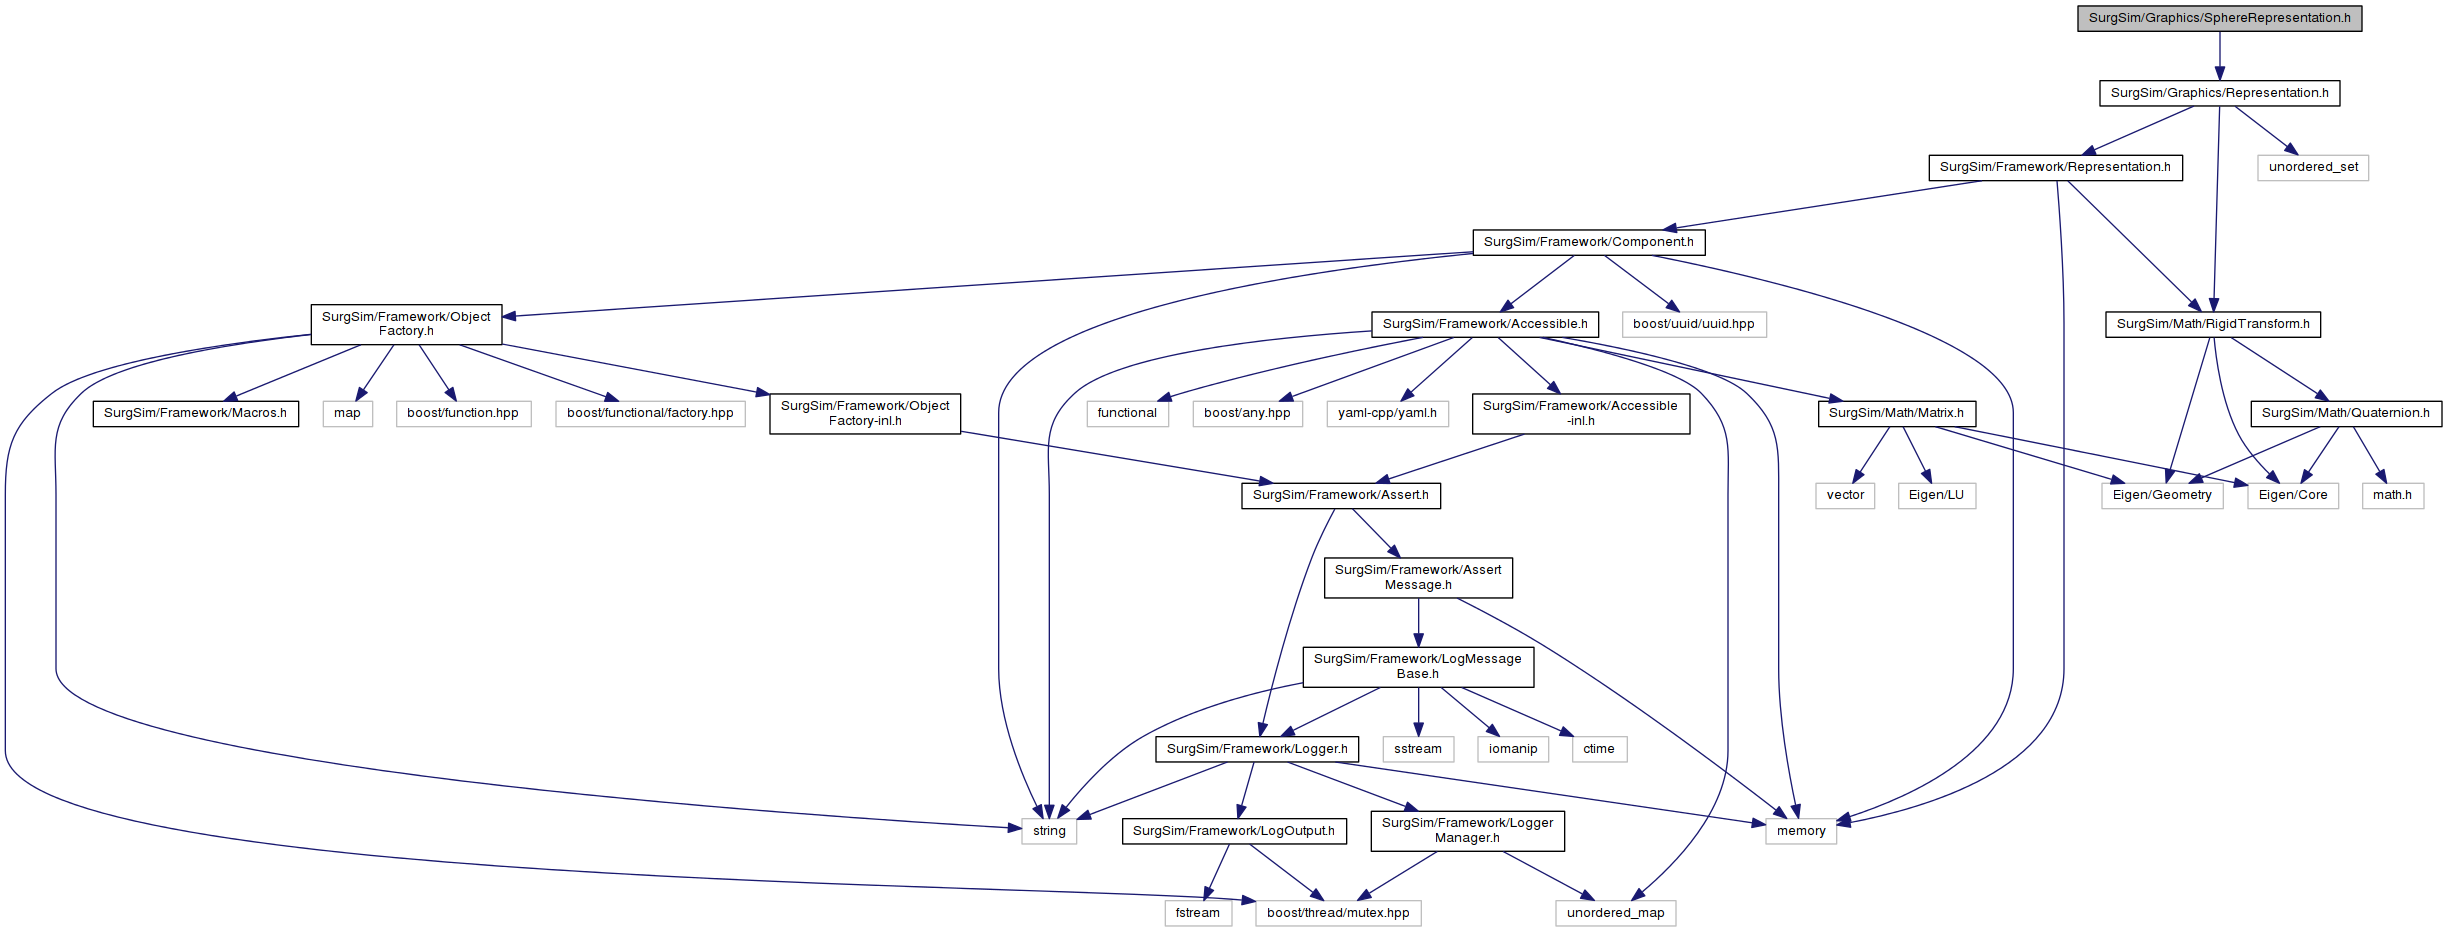 SurgSim/Graphics/SphereRepresentation.h
SurgSim/Graphics/Representation.h
SurgSim/Framework/Representation.h
unordered_set
SurgSim/Framework/Component.h
SurgSim/Framework/Object
Factory.h
SurgSim/Framework/Accessible.h
boost/uuid/uuid.hpp
SurgSim/Math/RigidTransform.h
SurgSim/Framework/Macros.h
map
boost/function.hpp
boost/functional/factory.hpp
SurgSim/Framework/Object
Factory-inl.h
functional
boost/any.hpp
yaml-cpp/yaml.h
SurgSim/Framework/Accessible
-inl.h
SurgSim/Math/Matrix.h
SurgSim/Math/Quaternion.h
SurgSim/Framework/Assert.h
vector
Eigen/LU
Eigen/Geometry
Eigen/Core
math.h
SurgSim/Framework/Assert
Message.h
SurgSim/Framework/LogMessage
Base.h
SurgSim/Framework/Logger.h
sstream
iomanip
ctime
string
SurgSim/Framework/LogOutput.h
SurgSim/Framework/Logger
Manager.h
memory
fstream
boost/thread/mutex.hpp
unordered_map